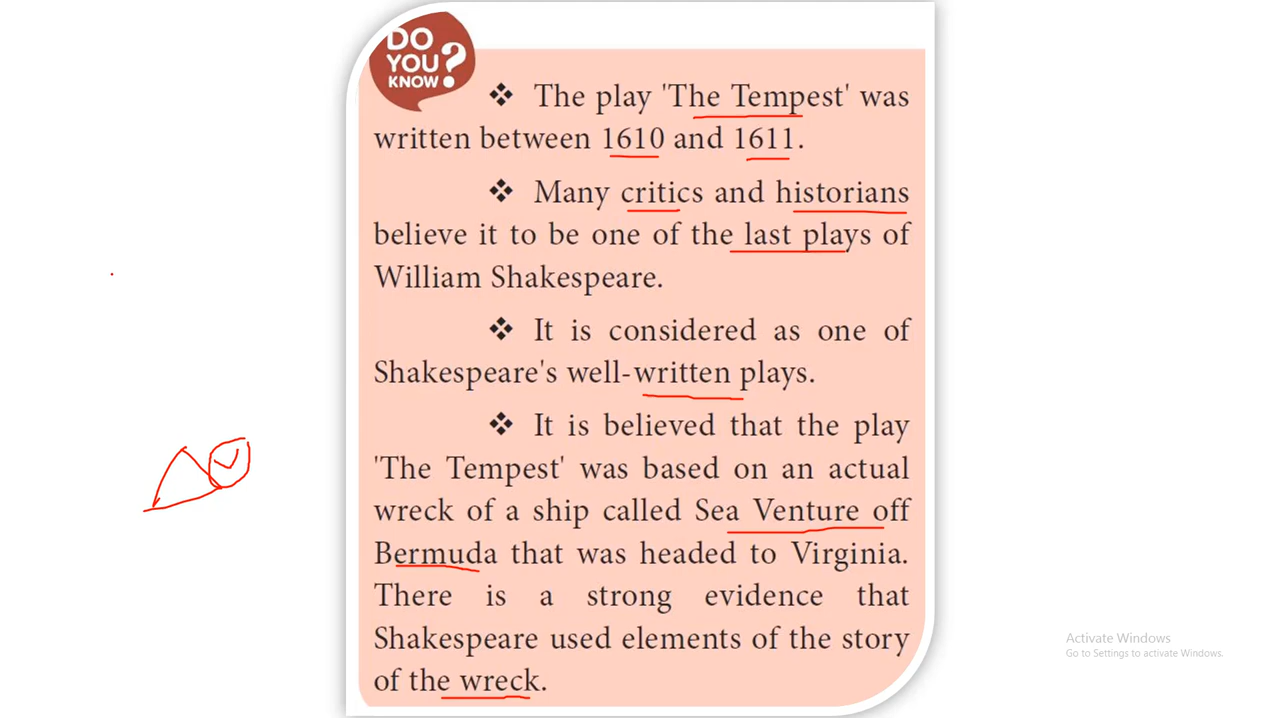 DO
YOU
KNOW?
❖ The play 'The Tempest' was
written between 1610 and 1611.
❖ Many critics and historians
believe it to be one of the last plays of
William Shakespeare.
❖ It is considered as one of
Shakespeare's well-written plays.
❖ It is believed that the play
'The Tempest' was based on an actual
wreck of a ship called Sea Venture off
Bermuda that was headed to Virginia.
There is a strong evidence that
Shakespeare used elements of the story
of the wreck.
Activate Windows
Go to Settings to activate Windows.